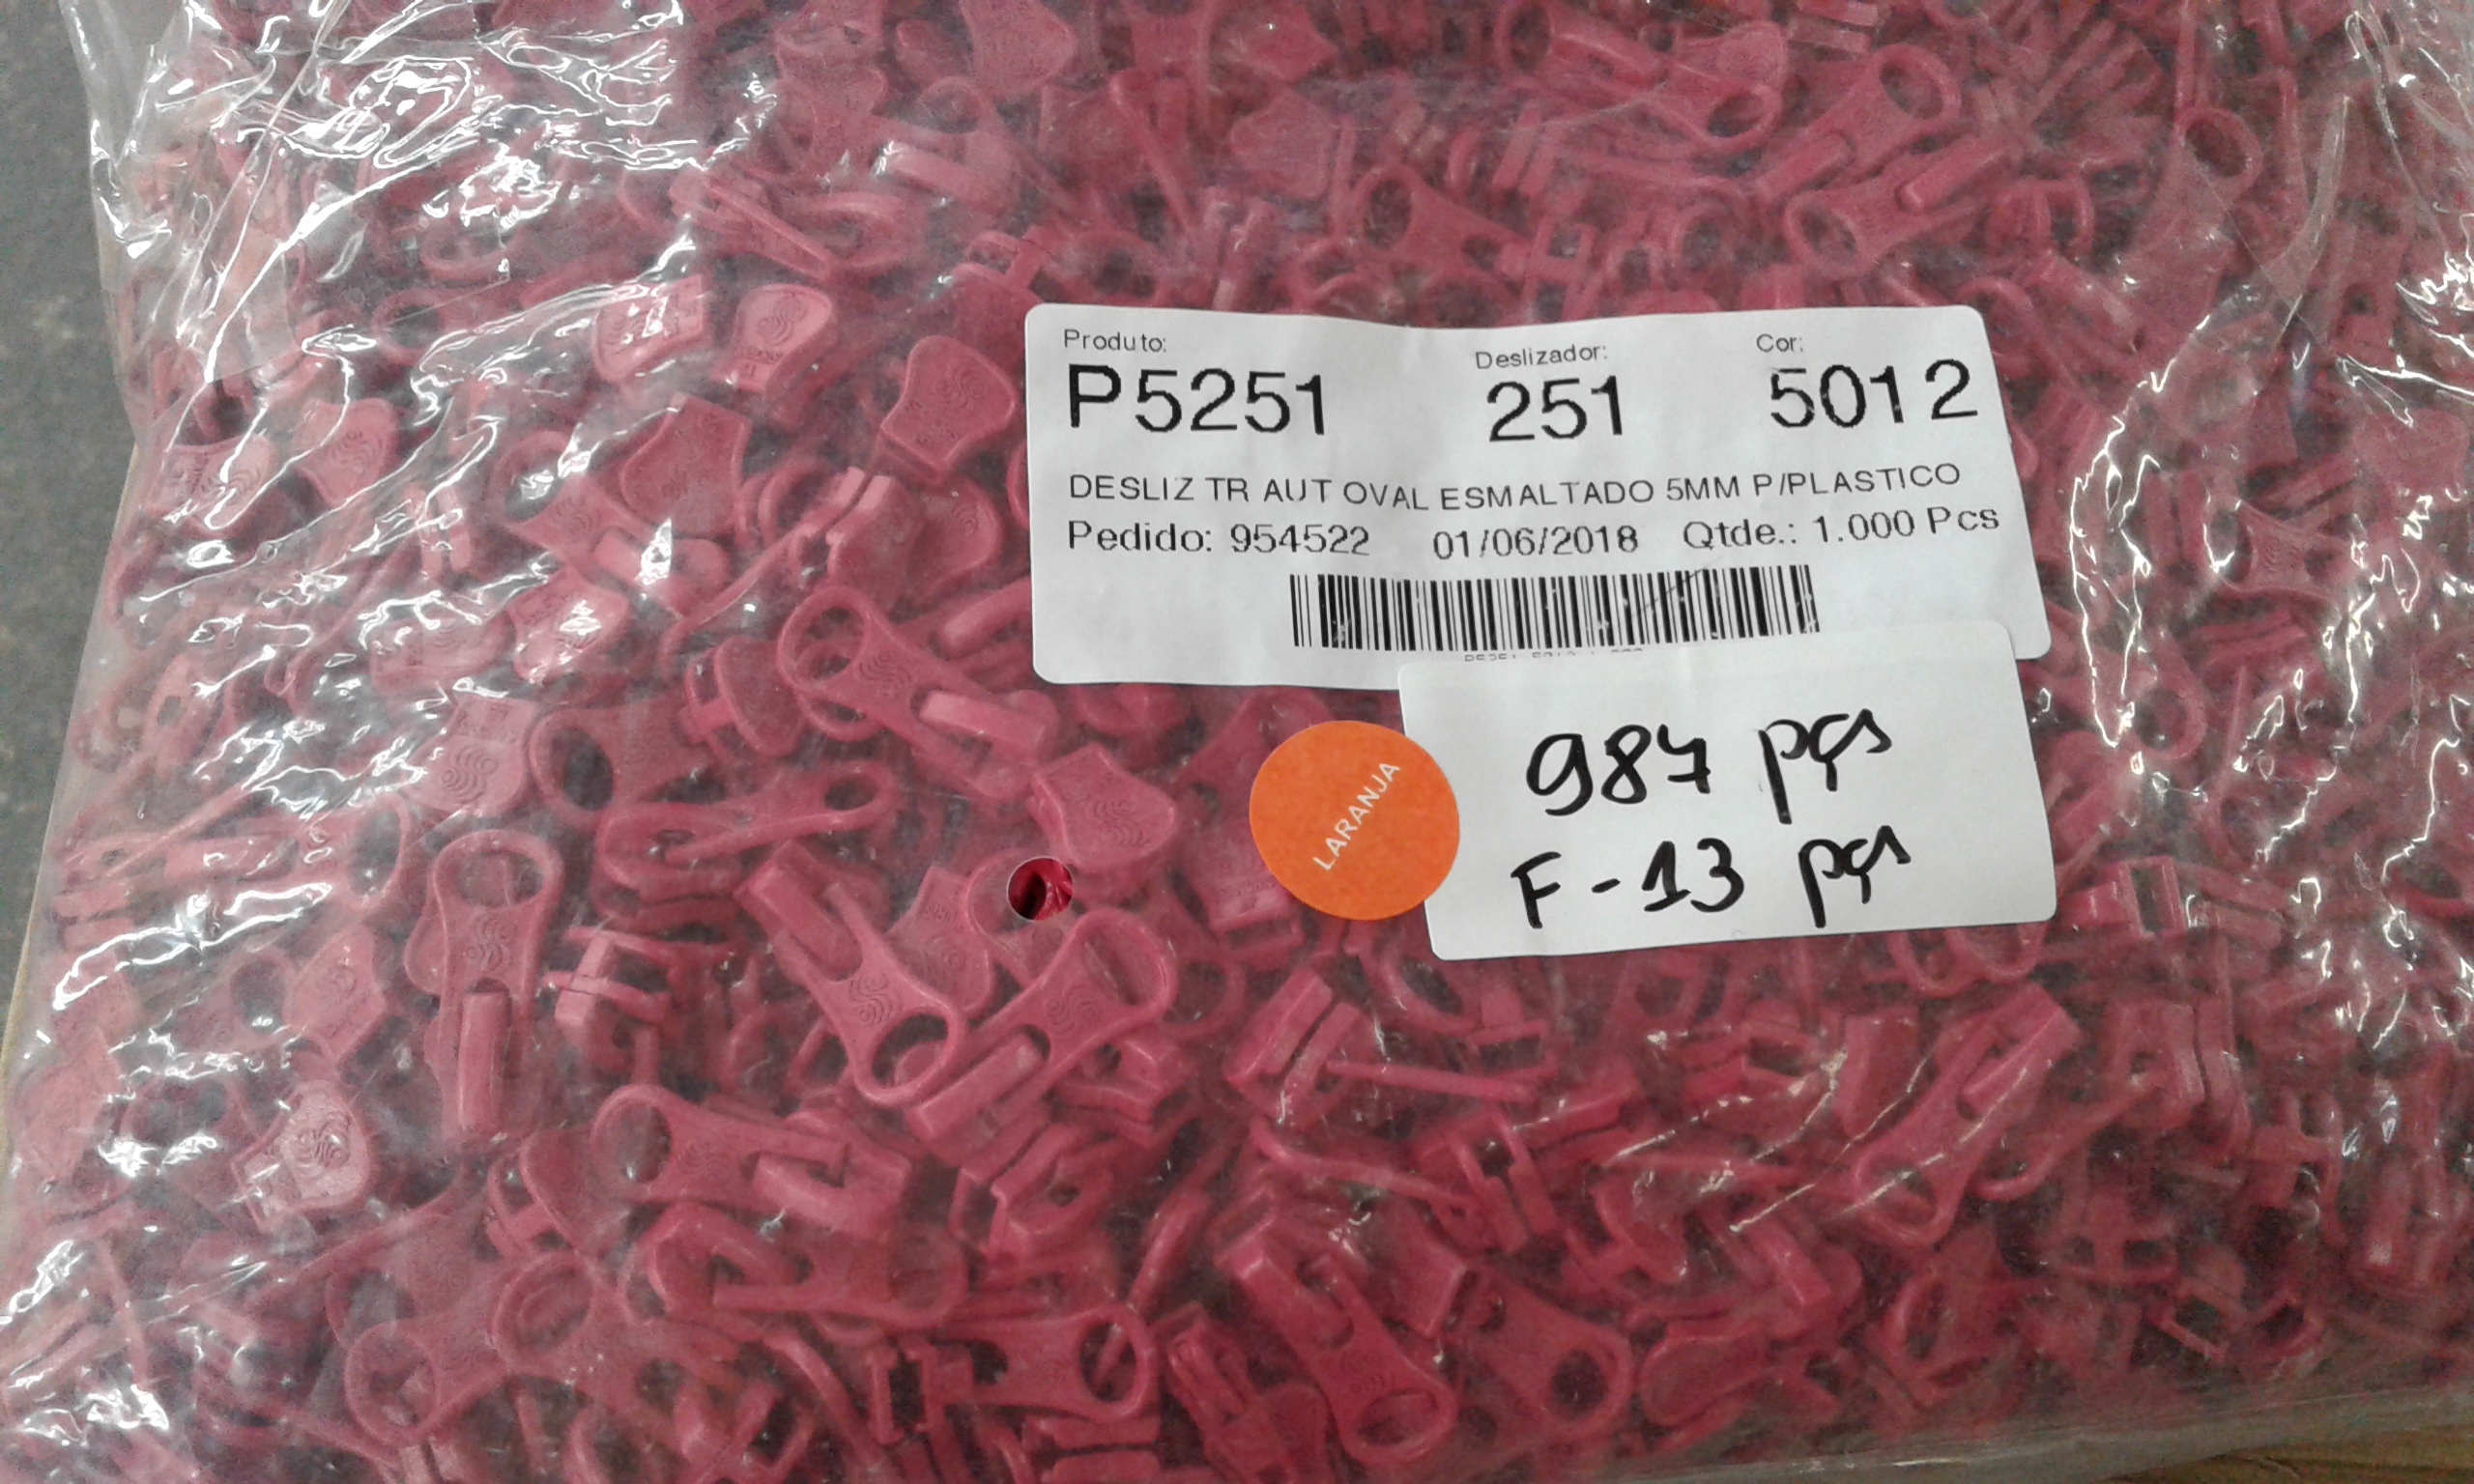 Produto: Deslizador: Cor:
P5251 251 5012
DESLIZ TR AUT OVAL ESMALTADO 5MM P/PLASTICO
Pedido: 954522 01/06/2018 Qtde.: 1.000 Pcs
987 pçs
F-13 pçs
LARANJA